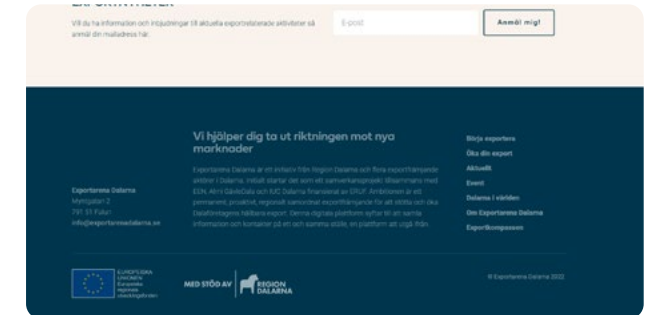 EXPORTNYHETER
Vill du ha information och inbjudningar till aktuella exportrelaterade aktiviteter så
anmäl din mailadress här.
E-post
Anmäl mig!
Vi hjälper dig ta ut riktningen mot nya
marknader
Exportarena Dalarna är ett initiativ från Region Dalarna och flera exportfrämjande
aktörer i Dalarna. Initialt startar det som ett samverkansprojekt tillsammans med
EEN, Almi GävleDala och IUC Dalarna finansierat av ERUF. Ambitionen är ett
permanent, proaktivt, regionalt samordnat exportfrämjande för att stötta och öka
Dalaföretagens hållbara export. Denna digitala plattform syftar till att samla
information och kontakter på ett och samma ställe, en plattform att utgå ifrån.
Exportarena Dalarna
Myntgatan 2
791 51 Falun
info@exportarenadalarna.se
Börja exportera
Öka din export
Aktuellt
Event
Dalarna i världen
Om Exportarena Dalarna
Exportkompassen
EUROPEISKA
UNIONEN
Europeiska
regionala
utvecklingsfonden
MED STÖD AV
REGION
DALARNA
© Exportarena Dalarna 2022